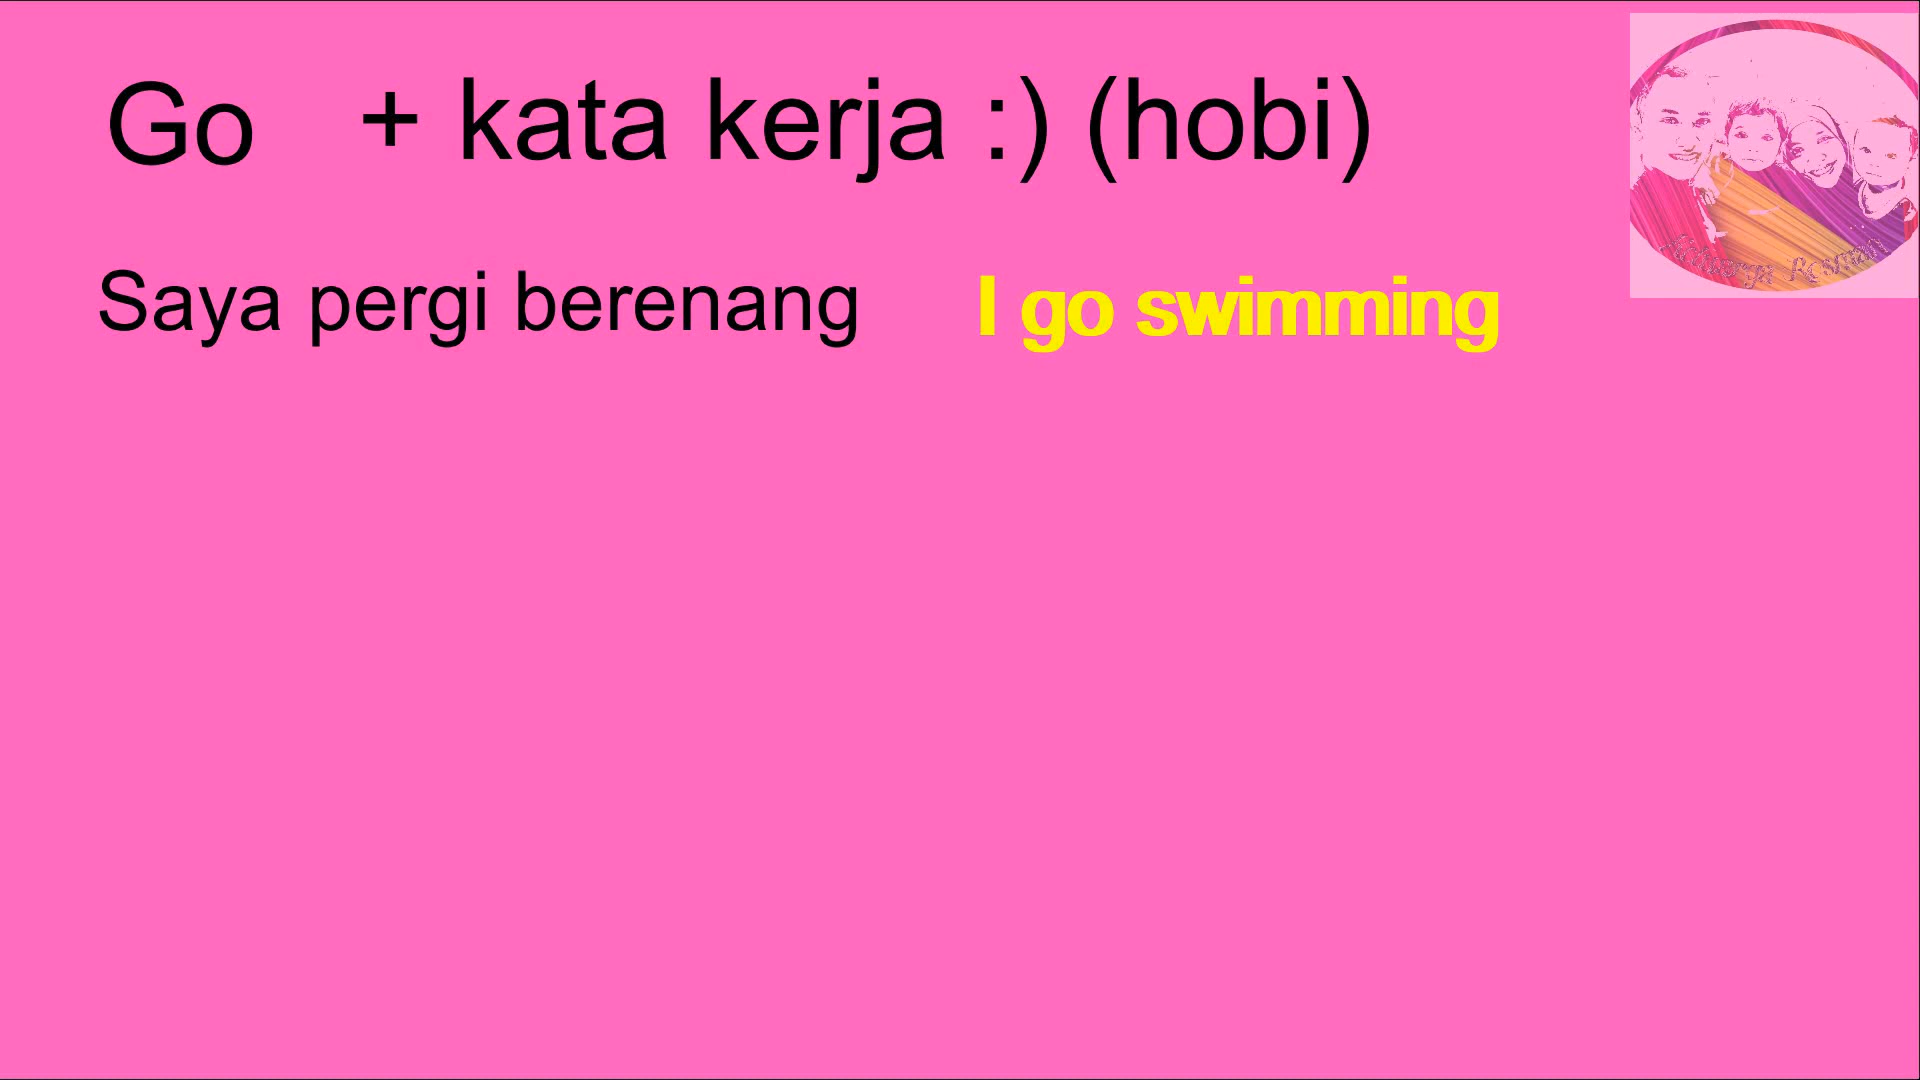 Go + kata kerja :) (hobi)
Saya pergi berenang I go swimming